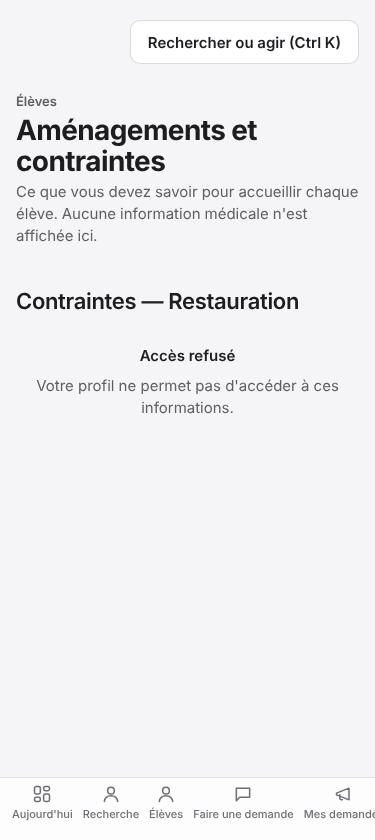 Rechercher ou agir (Ctrl K)
Élèves
Aménagements et
contraintes
Ce que vous devez savoir pour accueillir chaque
élève. Aucune information médicale n'est
affichée ici.
Contraintes — Restauration
Accès refusé
Votre profil ne permet pas d'accéder à ces
informations.
Aujourd'hui Recherche Élèves Faire une demande Mes demande